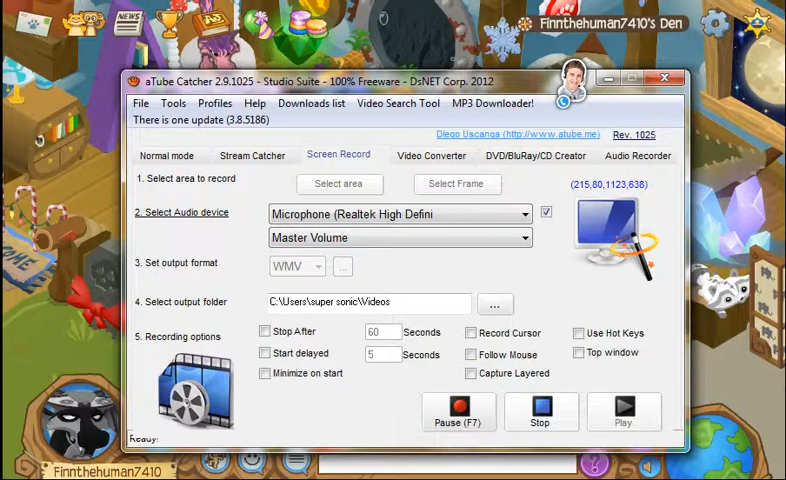 NEWS
Finnthehuman7410's Den
aTube Catcher 2.9.1025 - Studio Suite - 100% Freeware - DsNET Corp. 2012
File Tools Profiles Help Downloads list Video Search Tool MP3 Downloader!
There is one update (3.8.5186)
Diego Uscanga (http://www.atube.me) Rev. 1025
Normal mode Stream Catcher Screen Record Video Converter DVD/BluRay/CD Creator Audio Recorder
1. Select area to record Select area Select Frame (215,80,1123,638)
2. Select Audio device Microphone (Realtek High Defini
Master Volume
3. Set output format WMV ...
4. Select output folder C:\Users\super sonic\Videos ...
5. Recording options
Stop After 60 Seconds Record Cursor Use Hot Keys
Start delayed 5 Seconds Follow Mouse Top window
Minimize on start Capture Layered
Pause (F7) Stop Play
Ready.
Finnthehuman7410